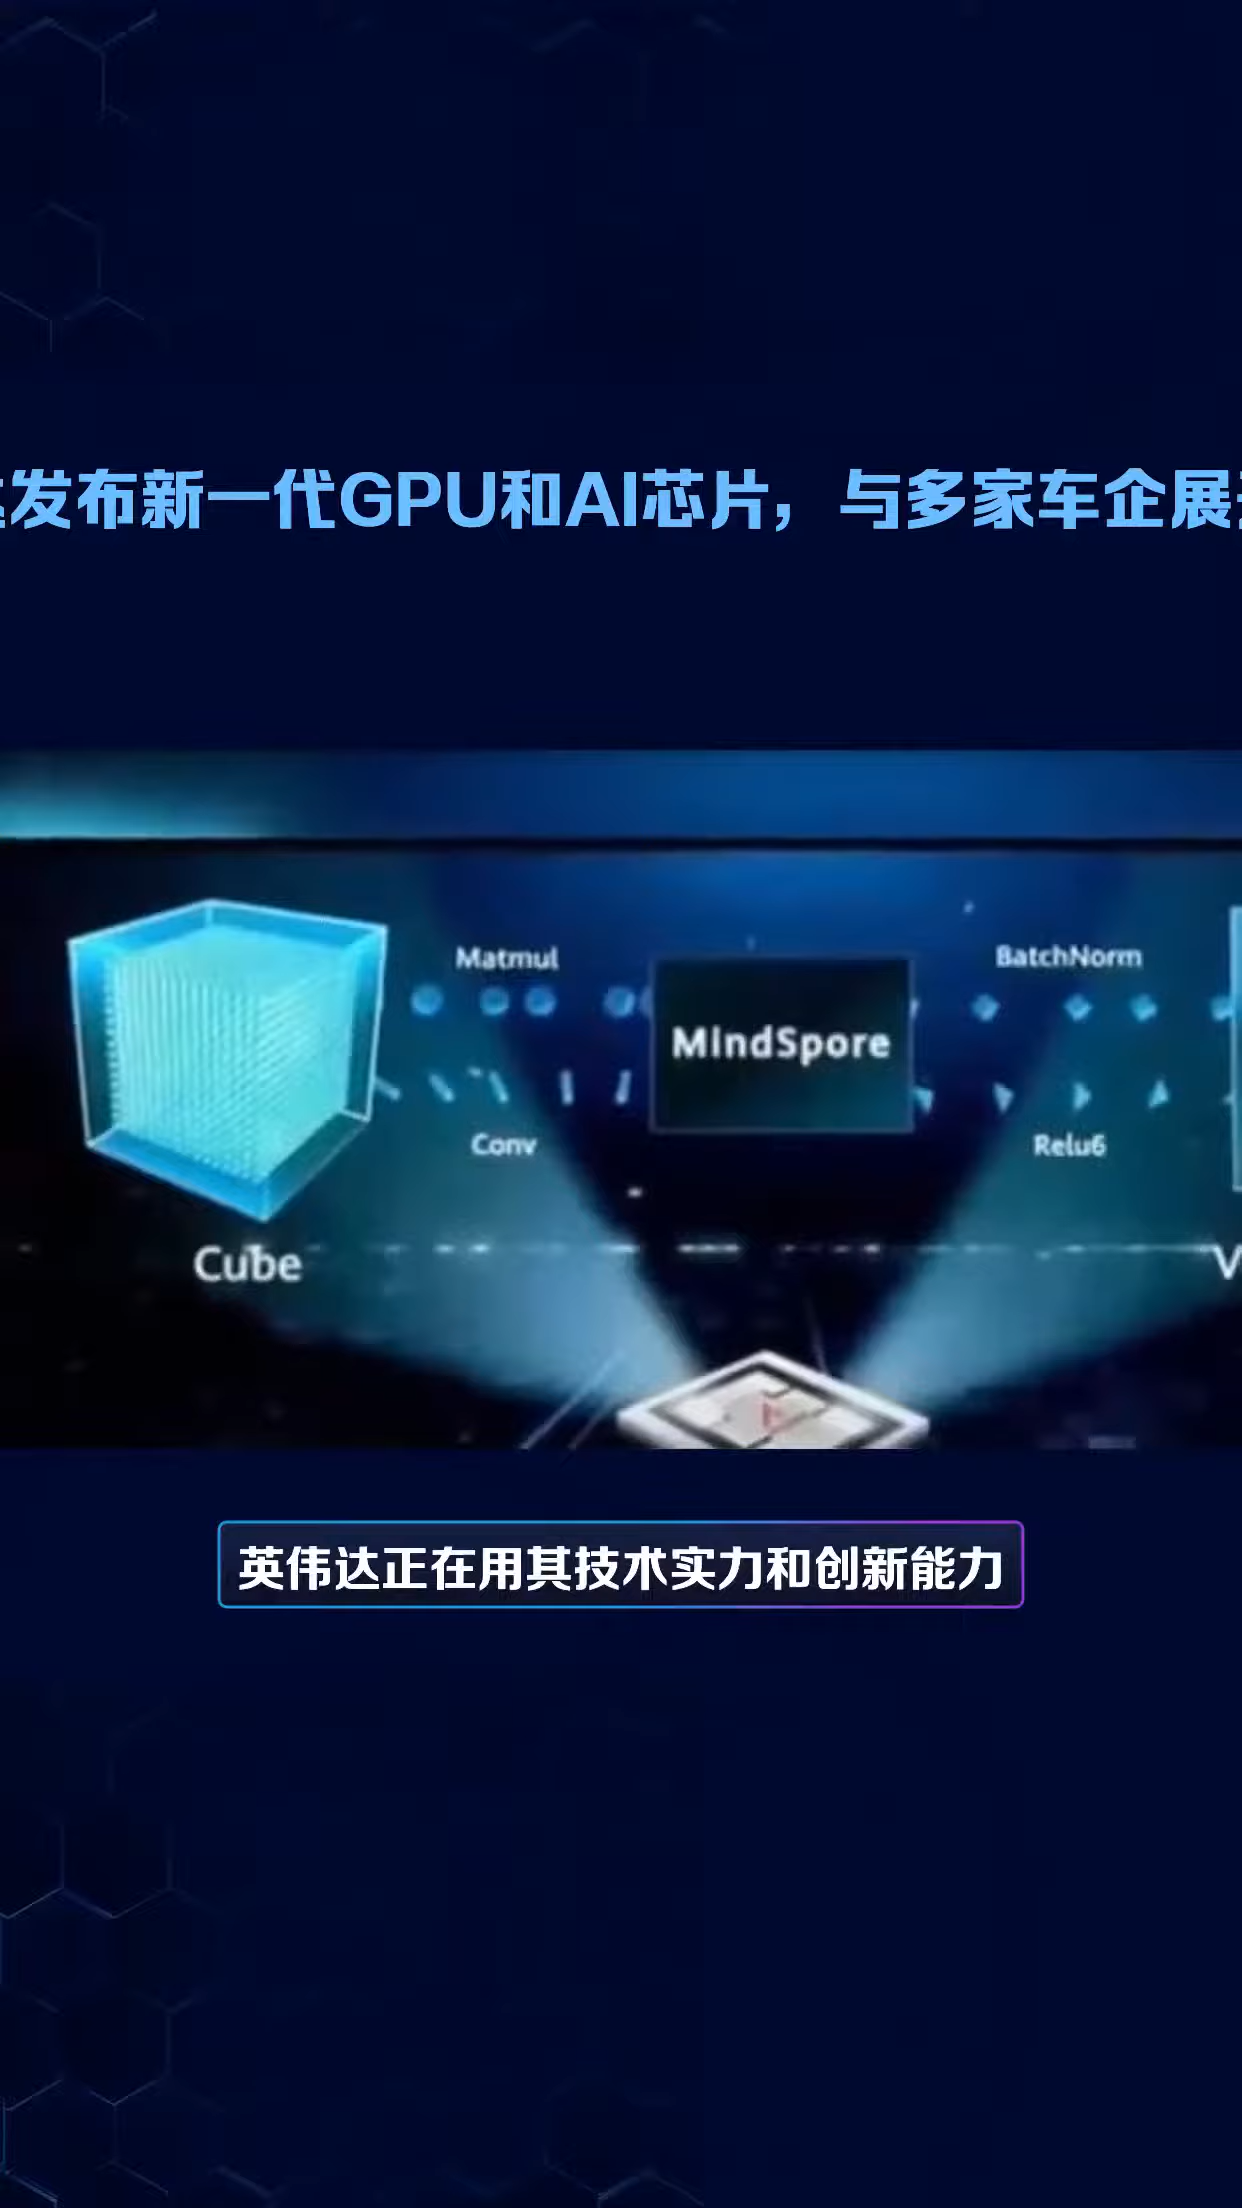 发布新一代GPU和AI芯片，与多家车企展
Matmul
BatchNorm
MindSpore
Conv
Relu6
Cube
V
英伟达正在用其技术实力和创新能力